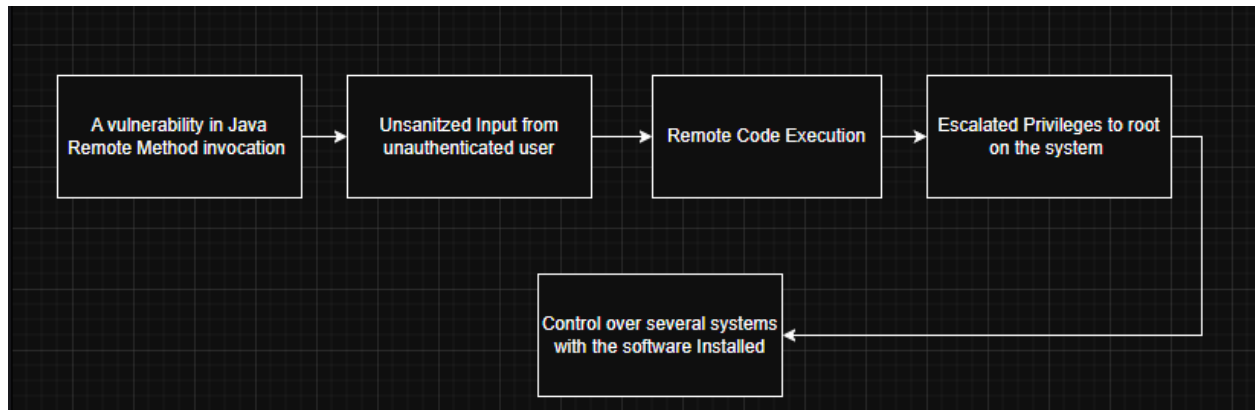 A vulnerability in Java
Remote Method invocation
Unsanitzed Input from
unauthenticated user
Remote Code Execution
Escalated Privileges to root
on the system
Control over several systems
with the software Installed